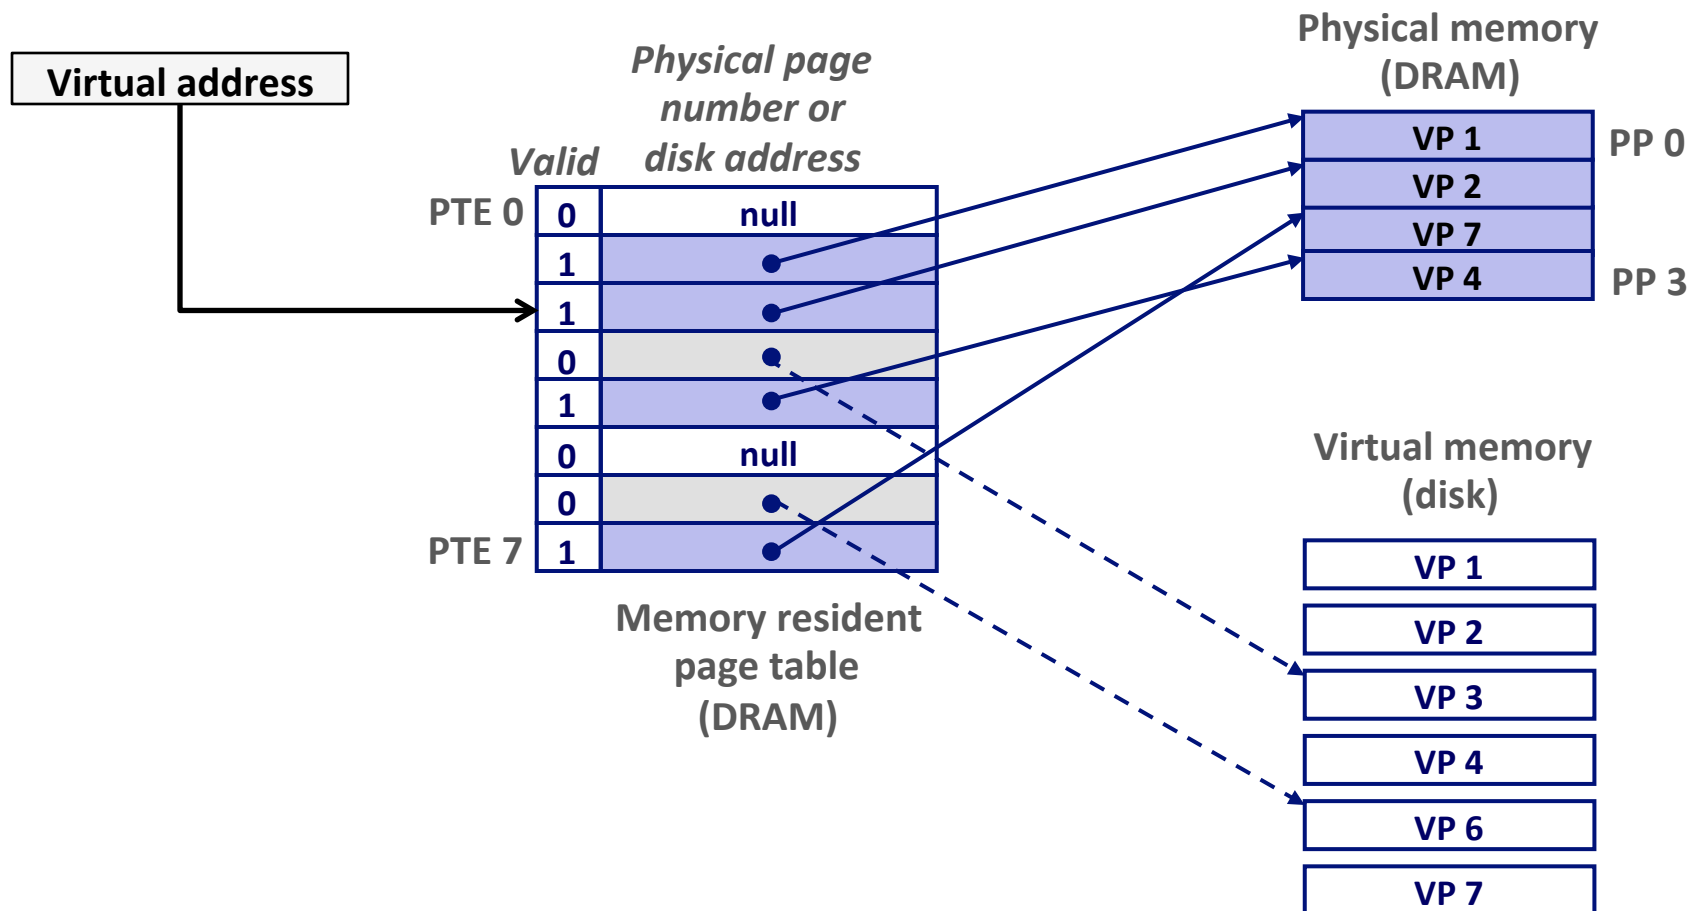 Virtual address
Physical page
number or
disk address
Valid
PTE 0
0
null
1
1
0
1
0
null
0
PTE 7
1
Memory resident
page table
(DRAM)
Physical memory
(DRAM)
VP 1
PP 0
VP 2
VP 7
VP 4
PP 3
Virtual memory
(disk)
VP 1
VP 2
VP 3
VP 4
VP 6
VP 7